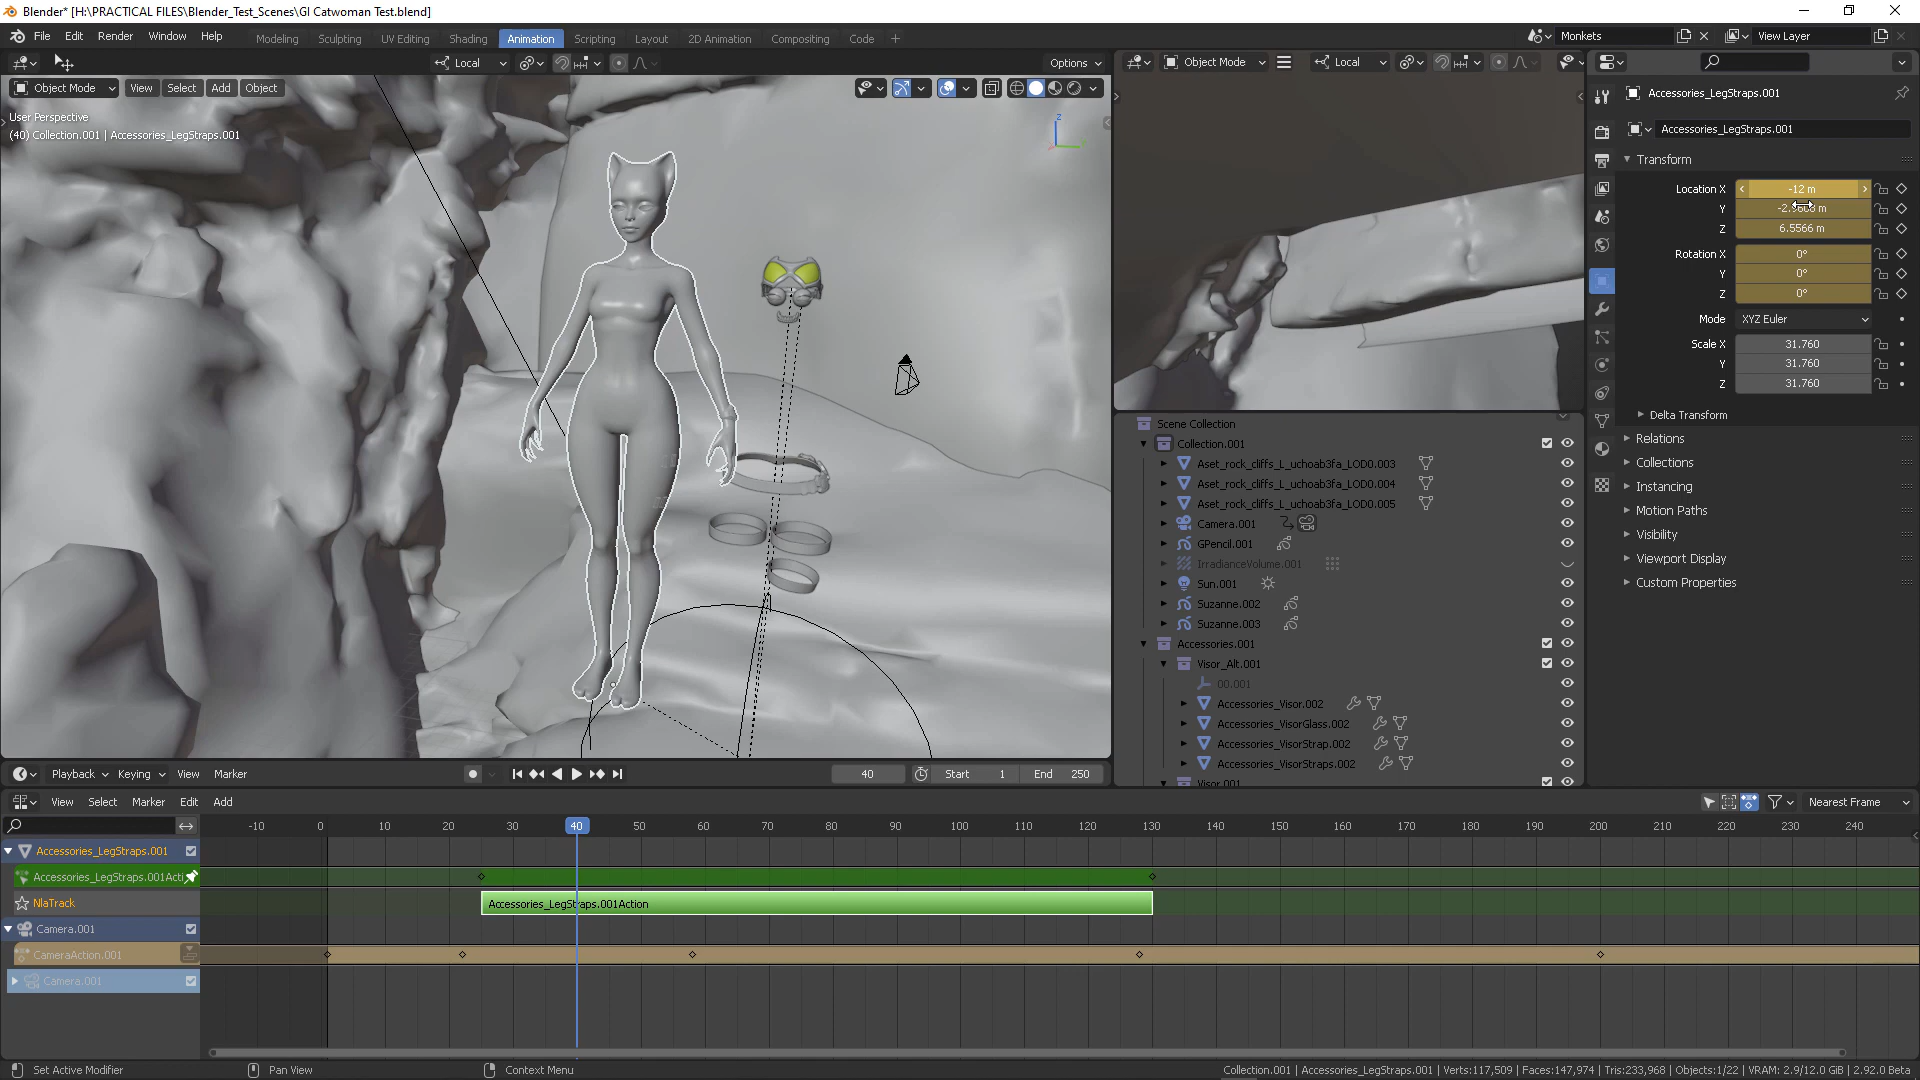 Blender* [H:\PRACTICAL FILES\Blender_Test_Scenes\GI Catwoman Test.blend]
File Edit Render Window Help Modeling Sculpting UV Editing Shading Animation Scripting Layout 2D Animation Compositing Code + Monkets View Layer
Local Options Object Mode Local
Object Mode View Select Add Object
User Perspective
(40) Collection.001 | Accessories_LegStraps.001
Z
Accessories_LegStraps.001
Accessories_LegStraps.001
Transform
Location X -12 m
Y
Z 6.5566 m
Rotation X 0°
Y 0°
Z 0°
Mode XYZ Euler
Scale X 31.760
Y 31.760
Z 31.760
Delta Transform
Relations
Collections
Instancing
Motion Paths
Visibility
Viewport Display
Custom Properties
Scene Collection
Collection.001
Aset_rock_cliffs_L_uchoab3fa_LOD0.003
Aset_rock_cliffs_L_uchoab3fa_LOD0.004
Aset_rock_cliffs_L_uchoab3fa_LOD0.005
Camera.001
GPencil.001
IrradianceVolume.001
Sun.001
Suzanne.002
Suzanne.003
Accessories.001
Visor_Alt.001
00.001
Accessories_Visor.002
Accessories_VisorGlass.002
Accessories_VisorStrap.002
Accessories_VisorStraps.002
Visor.001
Playback Keying View Marker 40 Start 1 End 250
View Select Marker Edit Add Nearest Frame
-10 0 10 20 30 40 50 60 70 80 90 100 110 120 130 140 150 160 170 180 190 200 210 220 230 240
Accessories_LegStraps.001
Accessories_LegStraps.001Acti
NlaTrack Accessories_LegStraps.001Action
Camera.001
CameraAction.001
Camera.001
Set Active Modifier Pan View Context Menu Collection.001 | Accessories_LegStraps.001 | Verts:117,509 | Faces:147,974 | Tris:233,968 | Objects:1/22 | VRAM: 2.9/12.0 GiB | 2.92.0 Beta